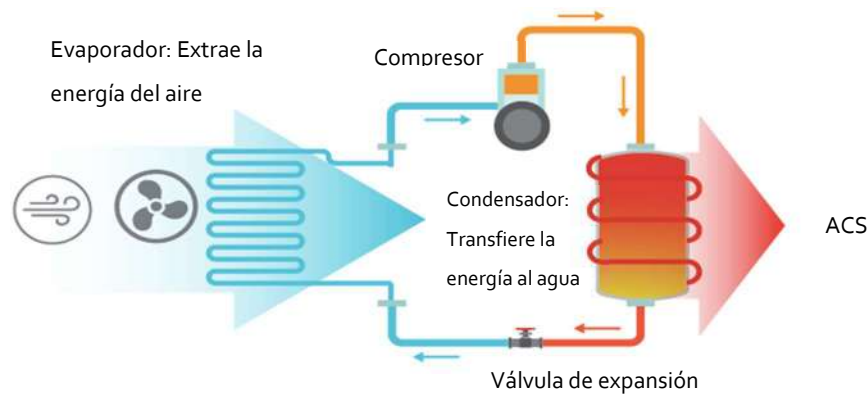 Evaporador: Extrae la
energía del aire
Compresor
Condensador:
Transfiere la
energía al agua
ACS
Válvula de expansión